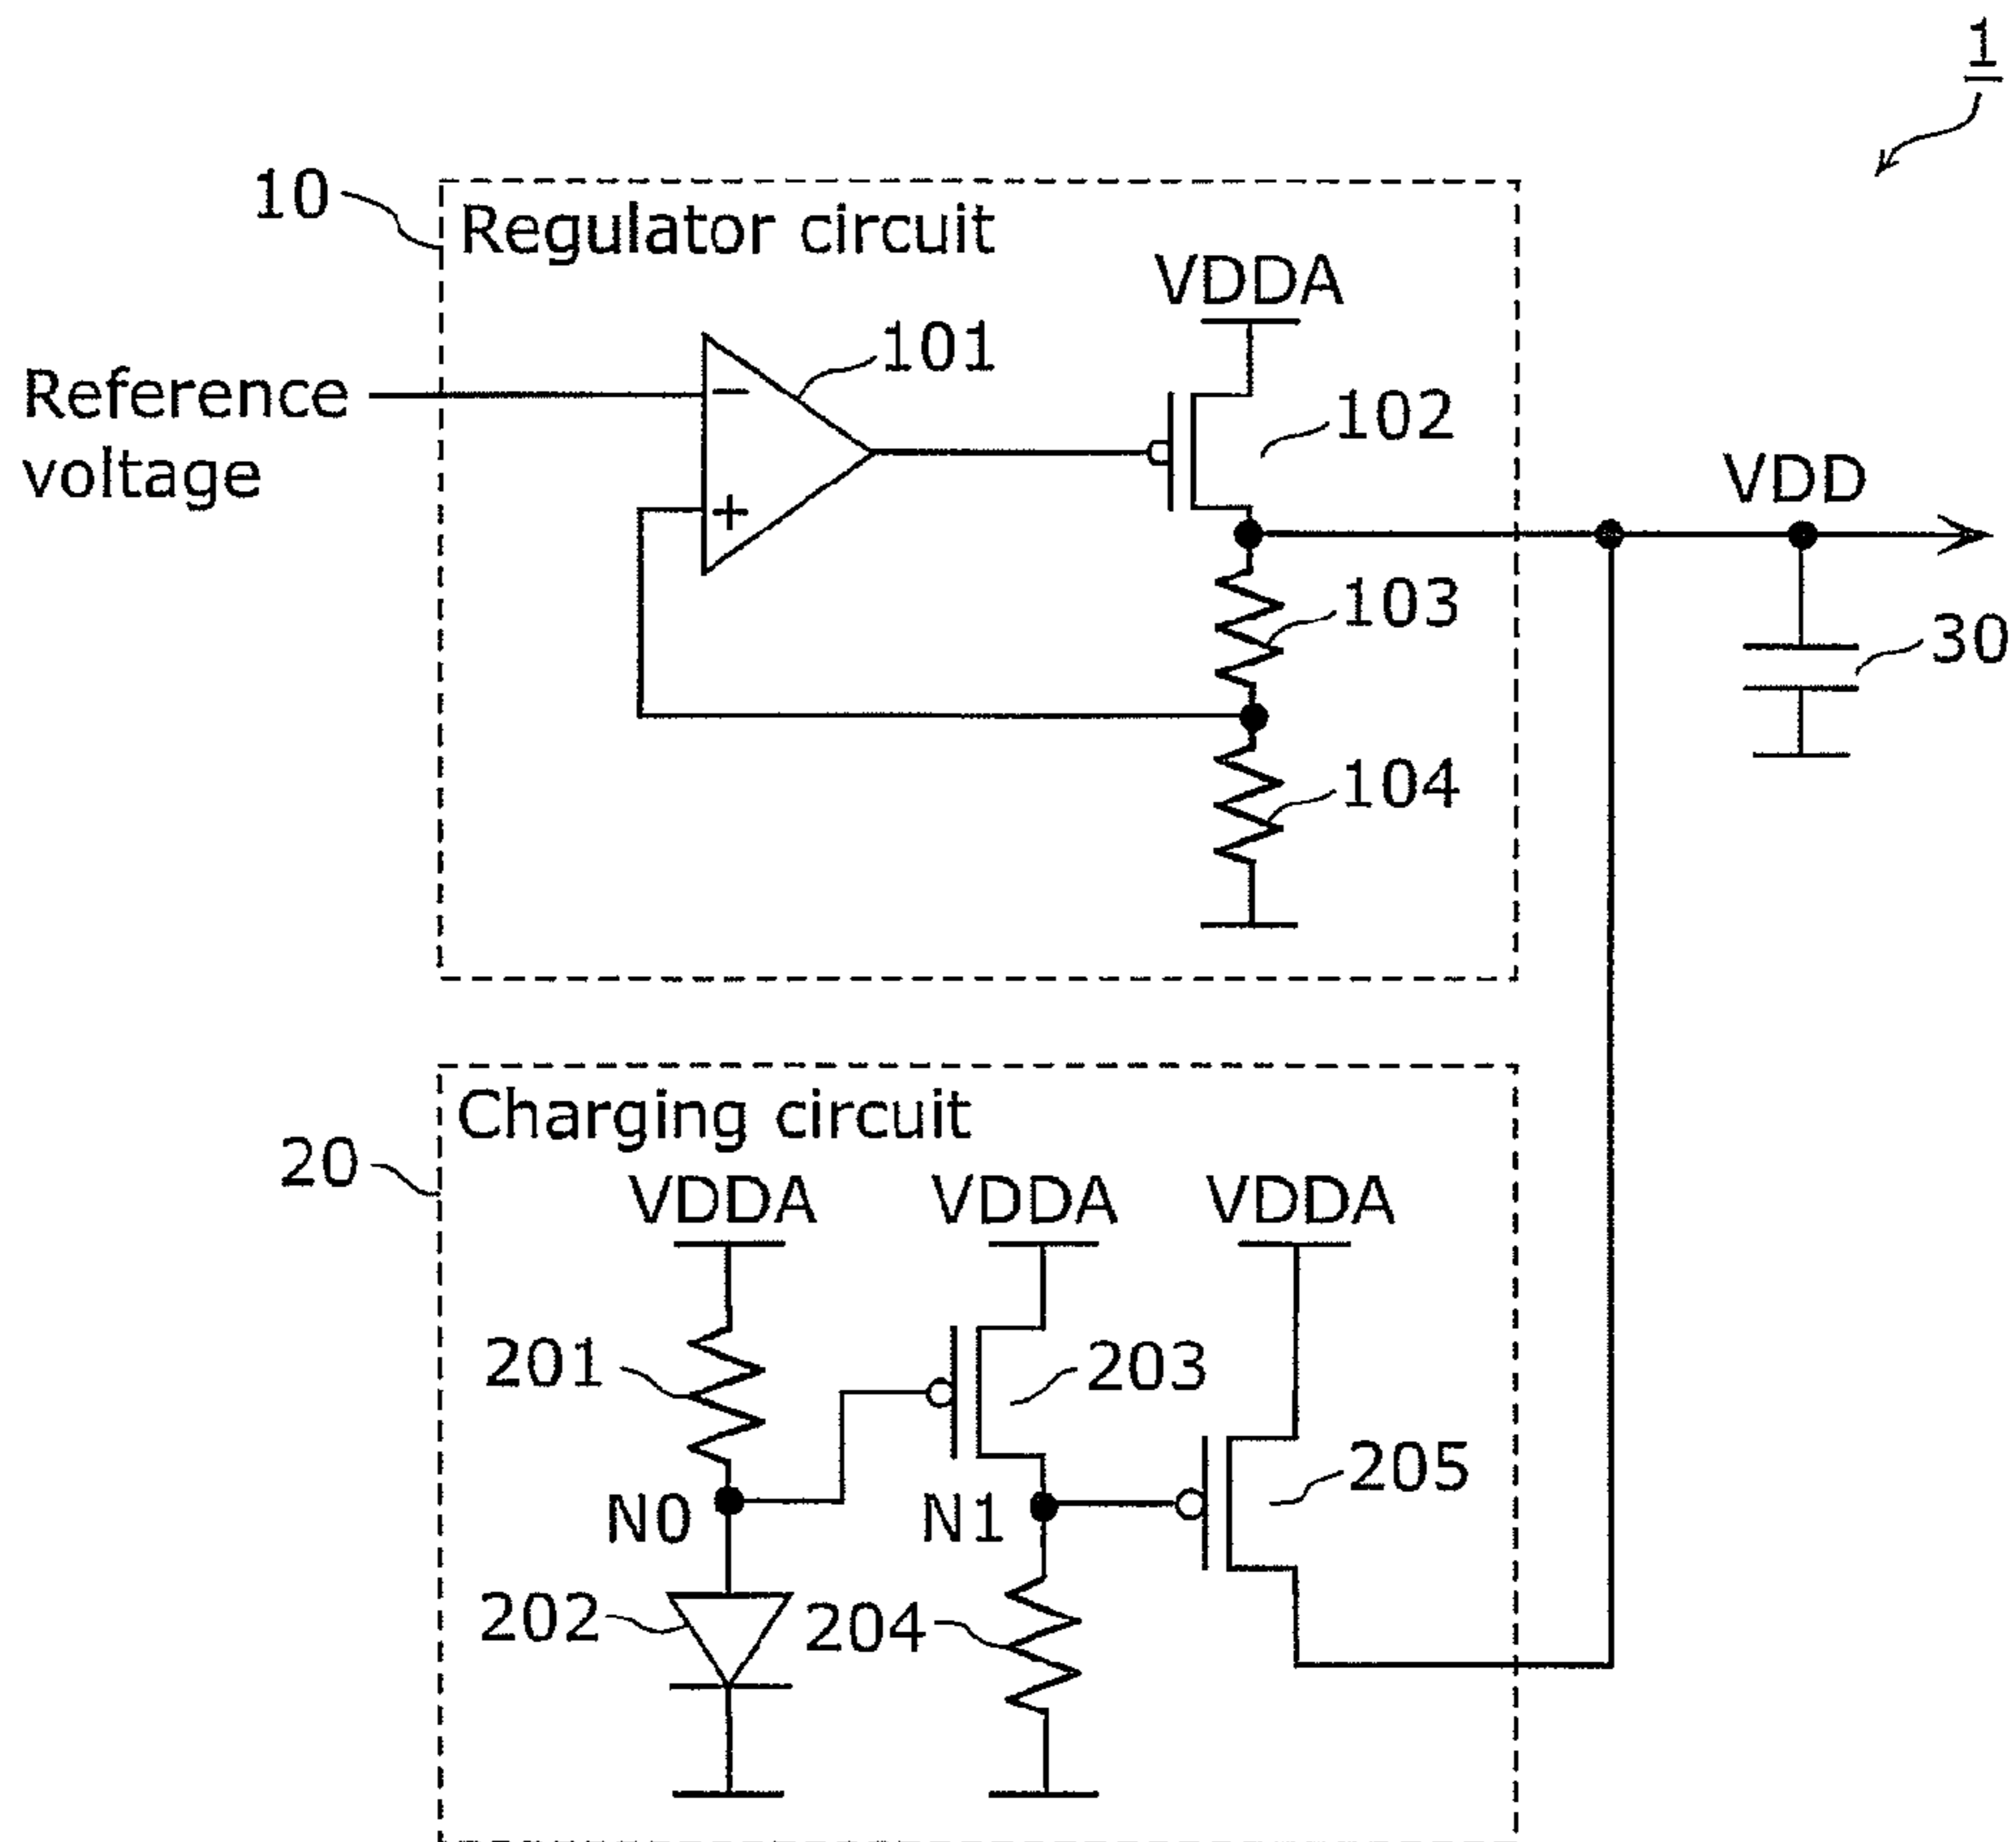 1
10
Regulator circuit
VDDA
Reference
voltage
−
+
101
102
VDD
103
30
104
20
Charging circuit
VDDA VDDA VDDA
201
203
205
N0
N1
202
204